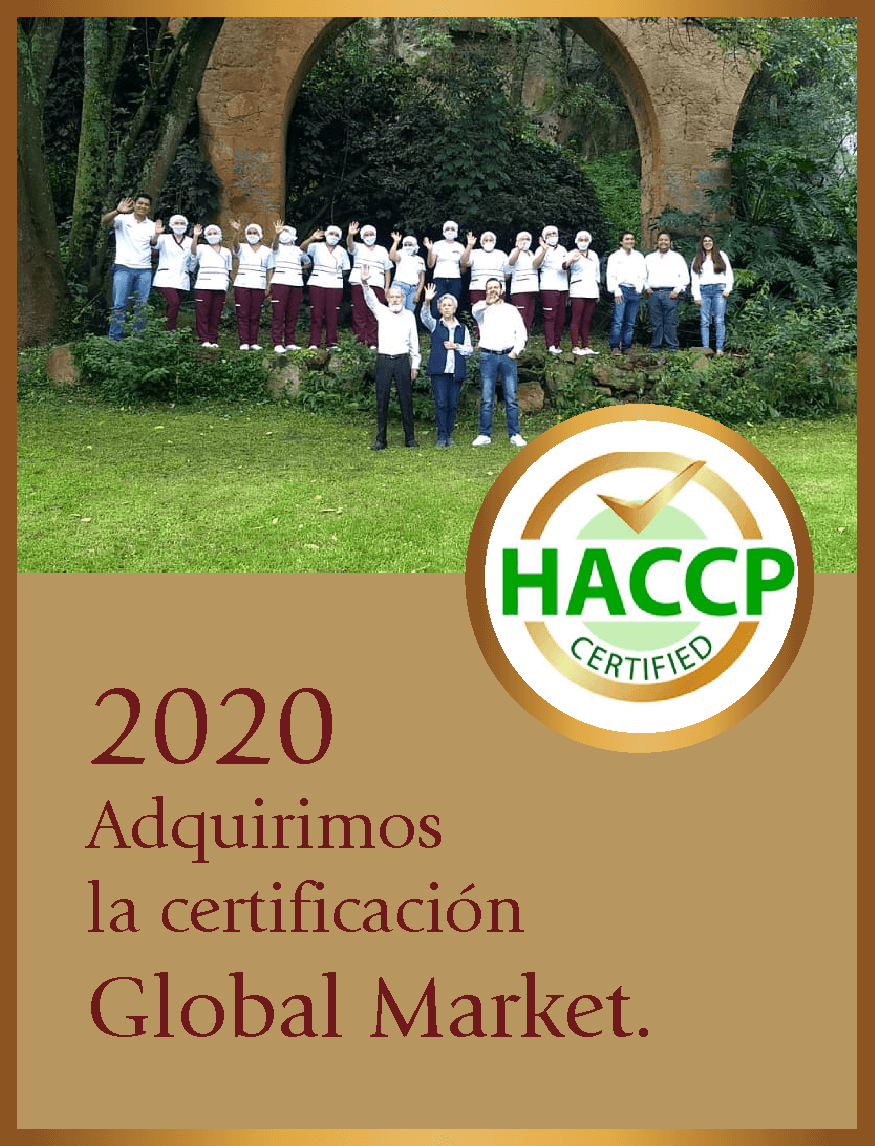 HACCP
CERTIFIED
2020
Adquirimos
la certificación
Global Market.